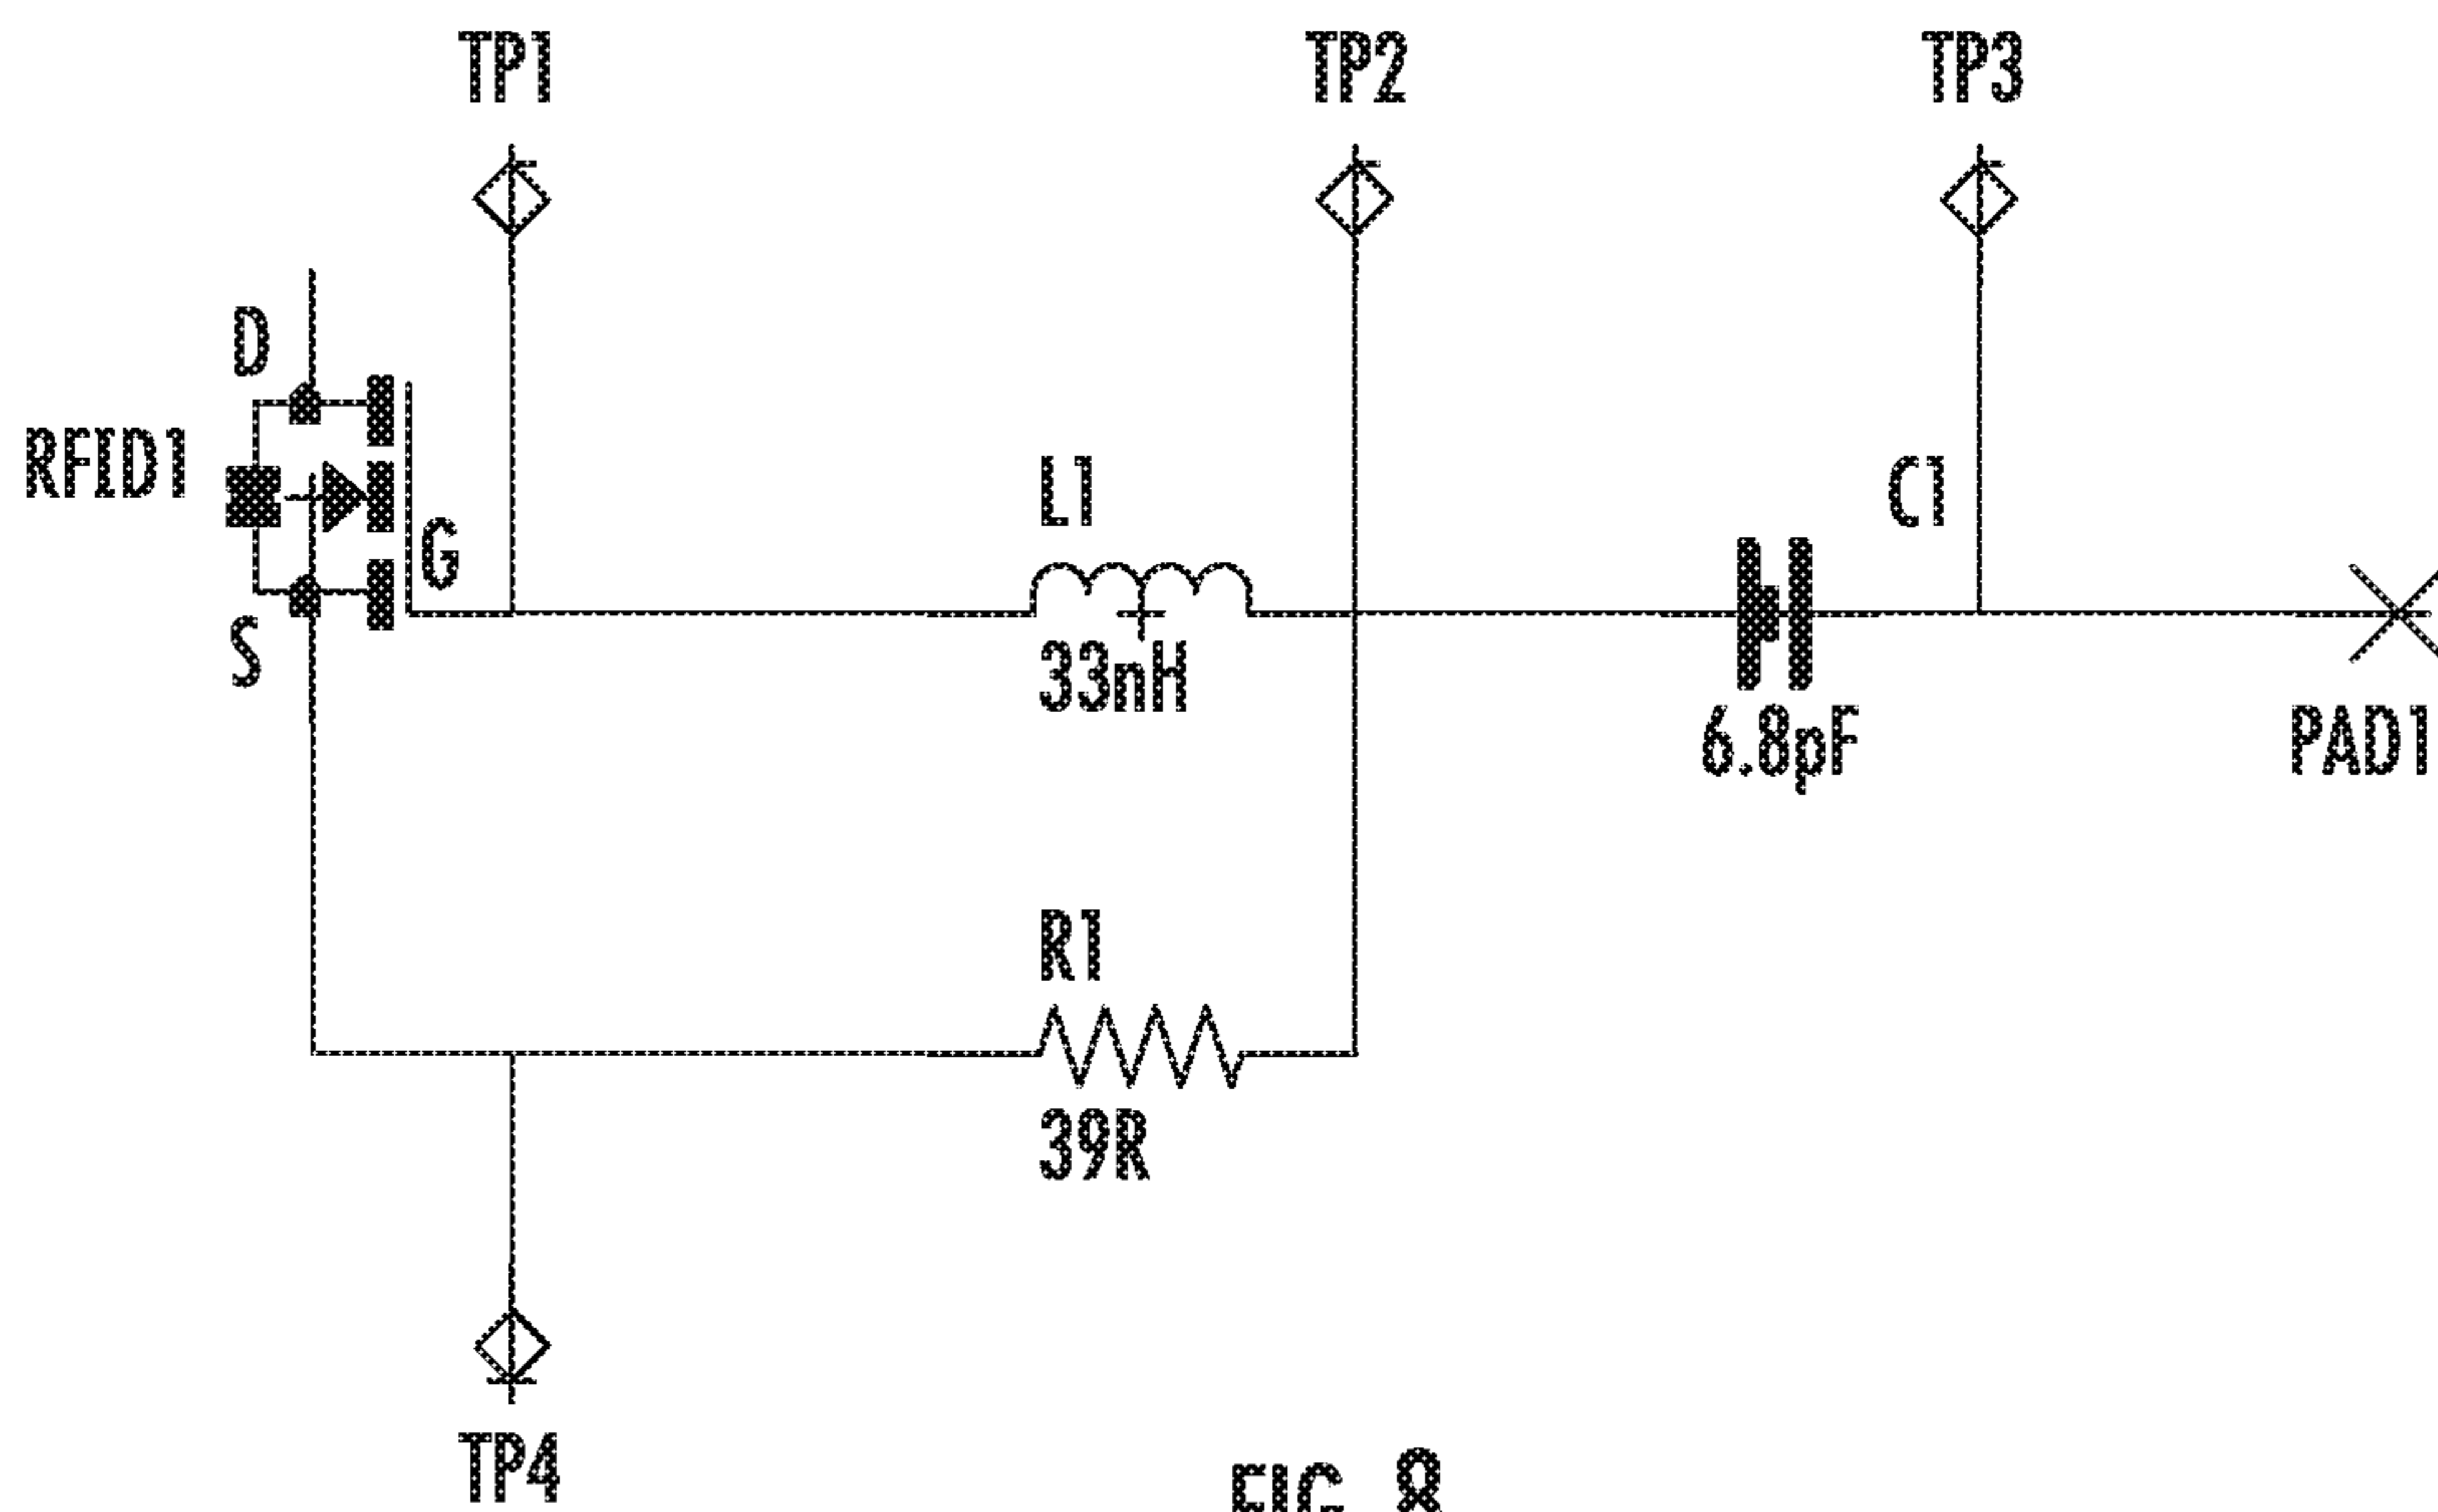 TP1
TP2
TP3
D
RFID1
G
S
L1
33nH
C1
6.8pF
PAD1
R1
39R
TP4
FIG. 8